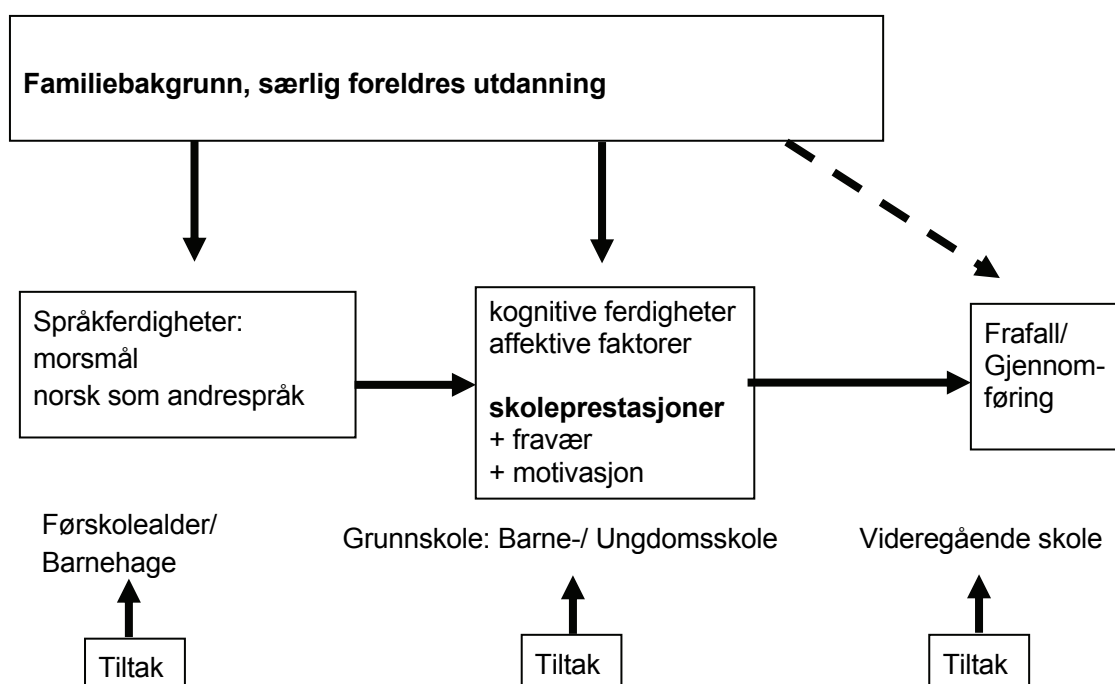 Familiebakgrunn, særlig foreldres utdanning
Språkferdigheter:
morsmål
norsk som andrespråk
kognitive ferdigheter
affektive faktorer
skoleprestasjoner
+ fravær
+ motivasjon
Frafall/
Gjennom-
føring
Førskolealder/
Barnehage
Grunnskole: Barne-/ Ungdomsskole
Videregående skole
Tiltak
Tiltak
Tiltak